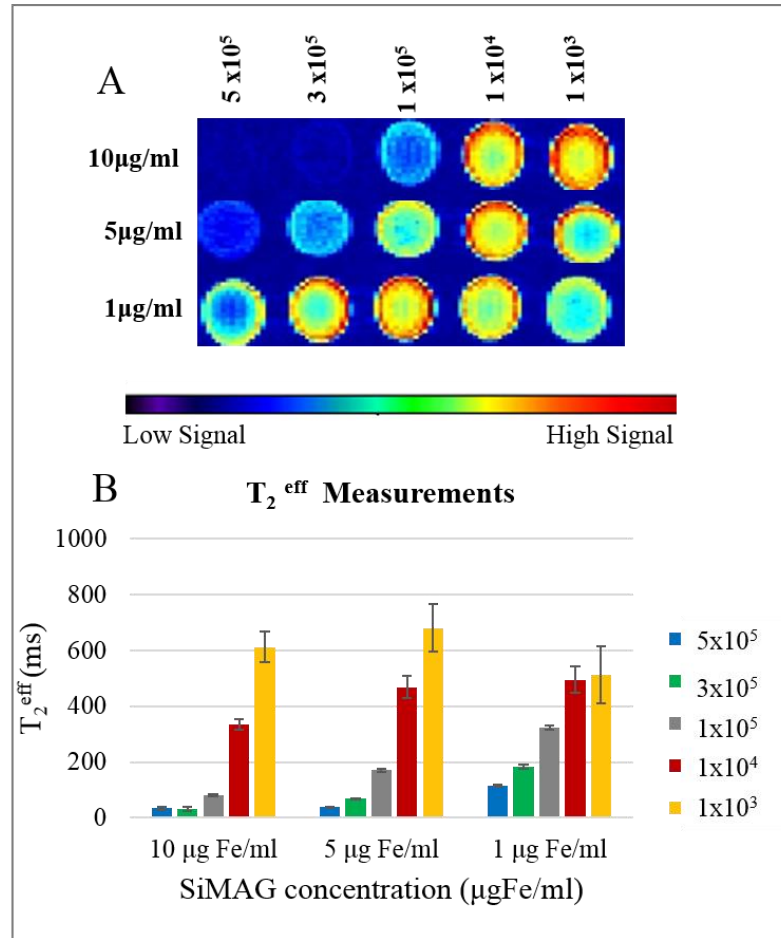 A
5 x10⁵
3 x10⁵
1 x10⁵
1 x10⁴
1 x10³
10µg/ml
5µg/ml
1µg/ml
Low Signal High Signal
B
T₂ ᵉᶠᶠ Measurements
T₂ᵉᶠᶠ (ms)
1000
800
600
400
200
0
10 µg Fe/ml 5 µg Fe/ml 1 µg Fe/ml
SiMAG concentration (µgFe/ml)
5x10⁵
3x10⁵
1x10⁵
1x10⁴
1x10³